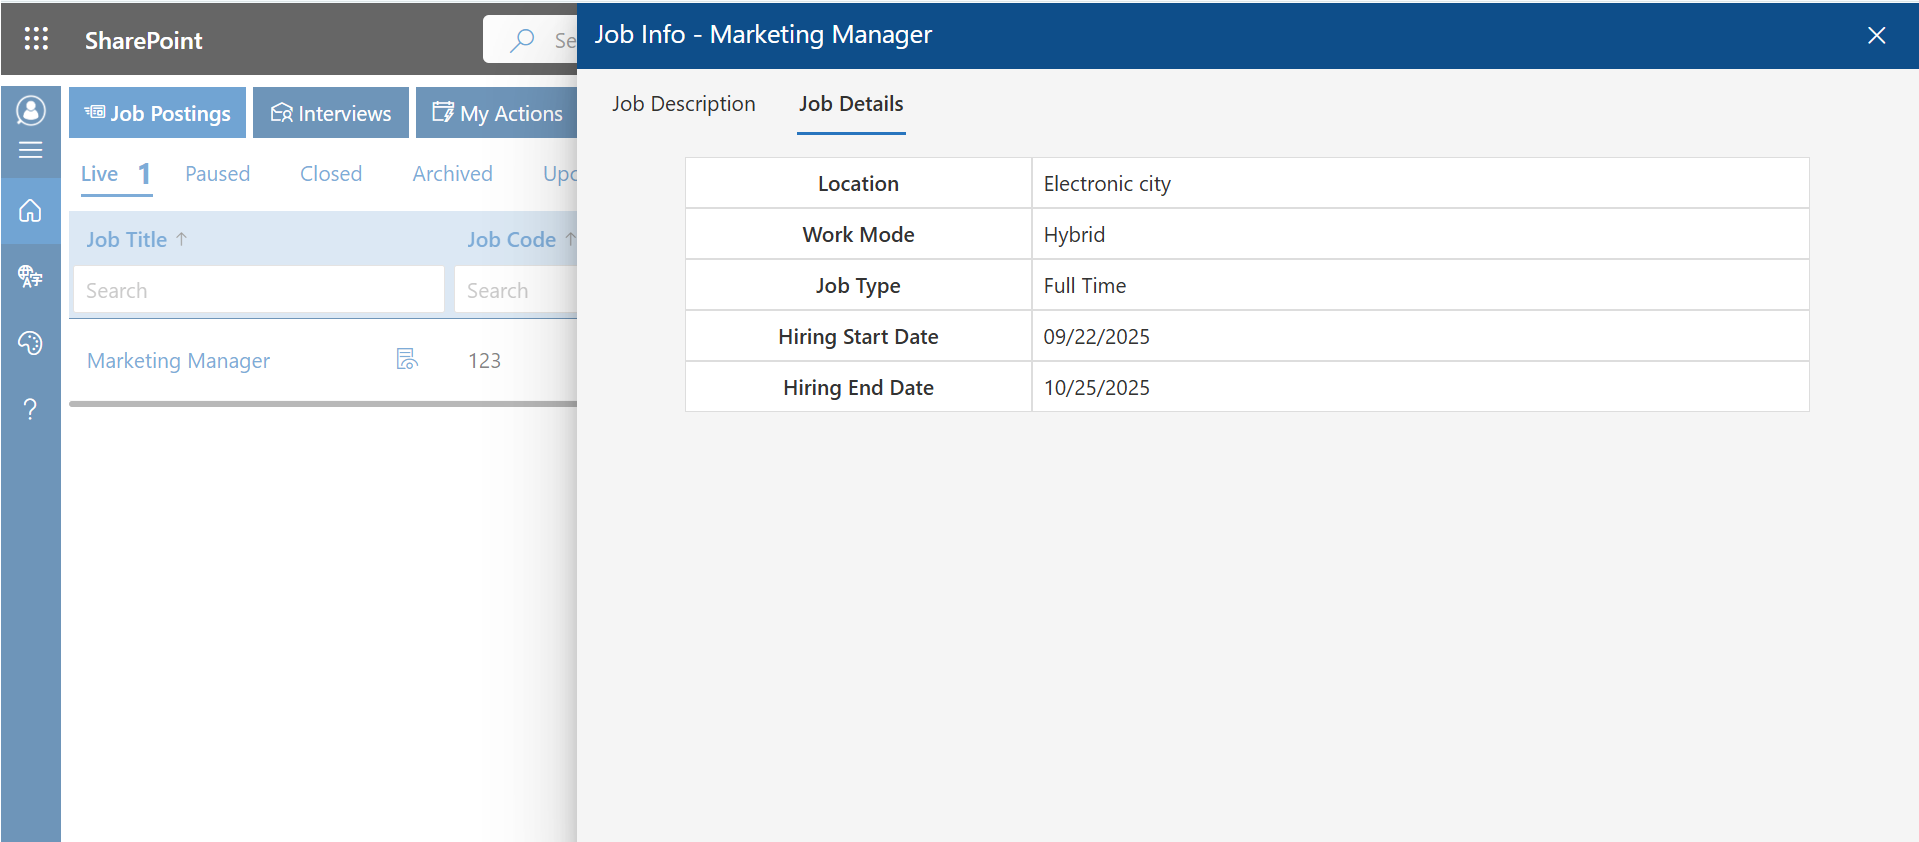 SharePoint
Se
Job Info - Marketing Manager
Job Postings
Interviews
My Actions
Job Description
Job Details
Live 1
Paused
Closed
Archived
Upc
Job Title ↑
Job Code ↑
Search
Search
Marketing Manager
123
Location
Electronic city
Work Mode
Hybrid
Job Type
Full Time
Hiring Start Date
09/22/2025
Hiring End Date
10/25/2025